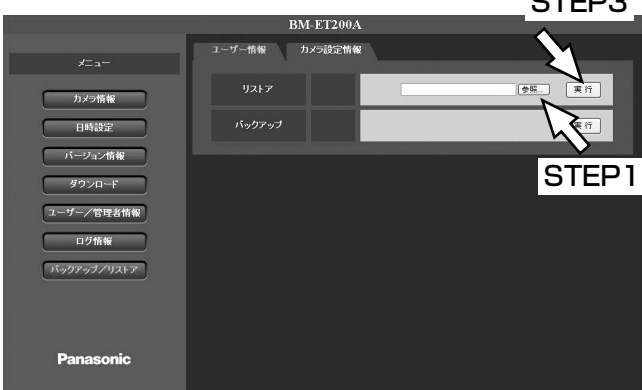 STEP3
BM-ET200A
ユーザー情報 カメラ設定情報
メニュー
リストア 参照... 実行
カメラ情報
バックアップ 実行
日時設定
バージョン情報
STEP1
ダウンロード
ユーザー／管理者情報
ログ情報
バックアップ／リストア
Panasonic